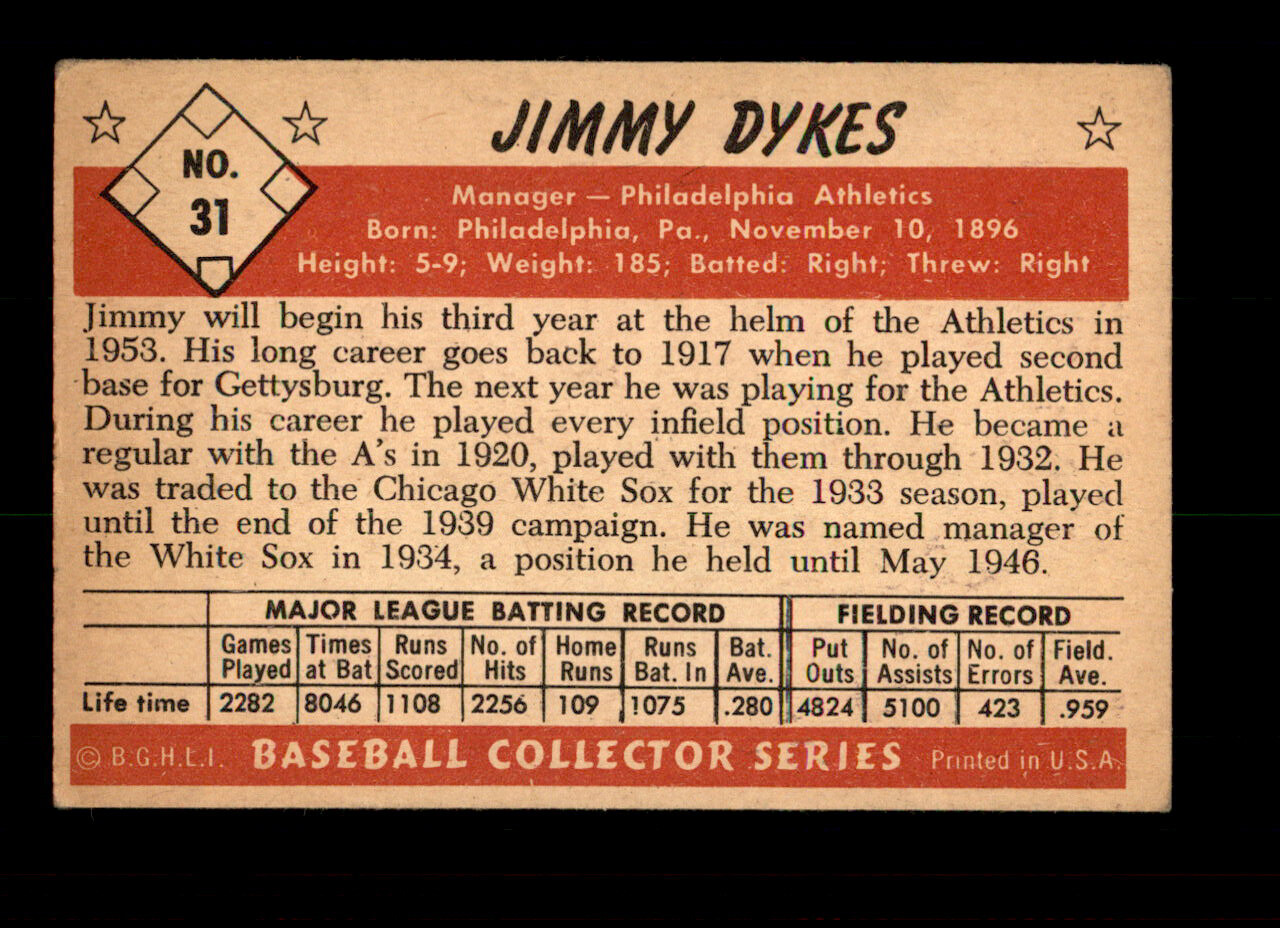 JIMMY DYKES
NO.
31
Manager — Philadelphia Athletics
Born: Philadelphia, Pa., November 10, 1896
Height: 5-9; Weight: 185; Batted: Right; Threw: Right
Jimmy will begin his third year at the helm of the Athletics in
1953. His long career goes back to 1917 when he played second
base for Gettysburg. The next year he was playing for the Athletics.
During his career he played every infield position. He became a
regular with the A's in 1920, played with them through 1932. He
was traded to the Chicago White Sox for the 1933 season, played
until the end of the 1939 campaign. He was named manager of
the White Sox in 1934, a position he held until May 1946.
MAJOR LEAGUE BATTING RECORD FIELDING RECORD
Games Times Runs No. of Home Runs Bat. Put No. of No. of Field.
Played at Bat Scored Hits Runs Bat. In Ave. Outs Assists Errors Ave.
Life time 2282 8046 1108 2256 109 1075 .280 4824 5100 423 .959
© B.G.H.L.I. BASEBALL COLLECTOR SERIES Printed in U.S.A.